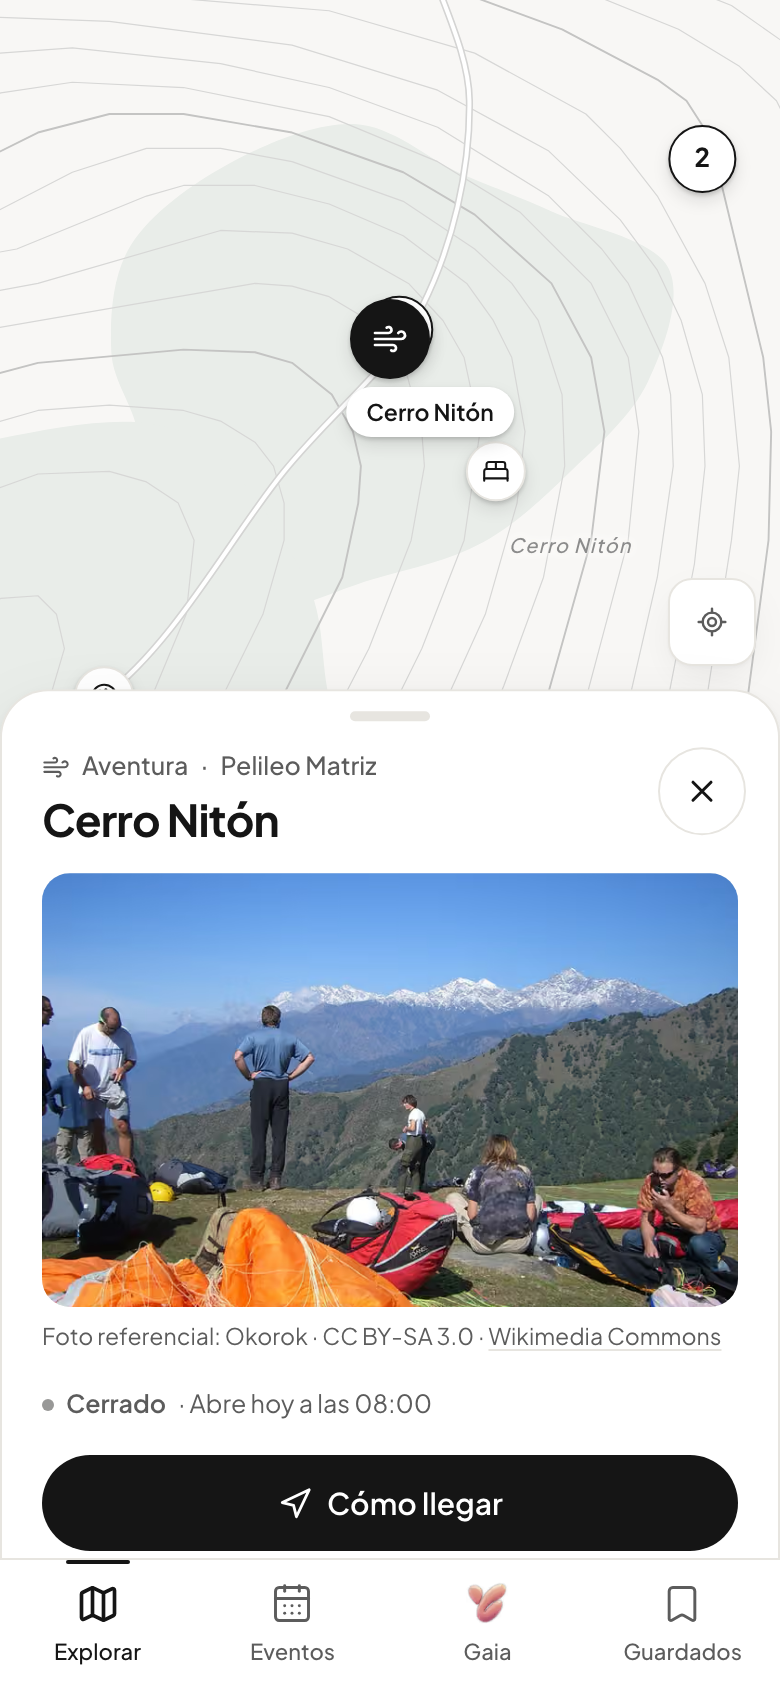 2
Cerro Nitón
Cerro Nitón
Aventura · Pelileo Matriz
Cerro Nitón
Foto referencial: Okorok · CC BY-SA 3.0 · Wikimedia Commons
Cerrado · Abre hoy a las 08:00
Cómo llegar
Explorar
Eventos
Gaia
Guardados